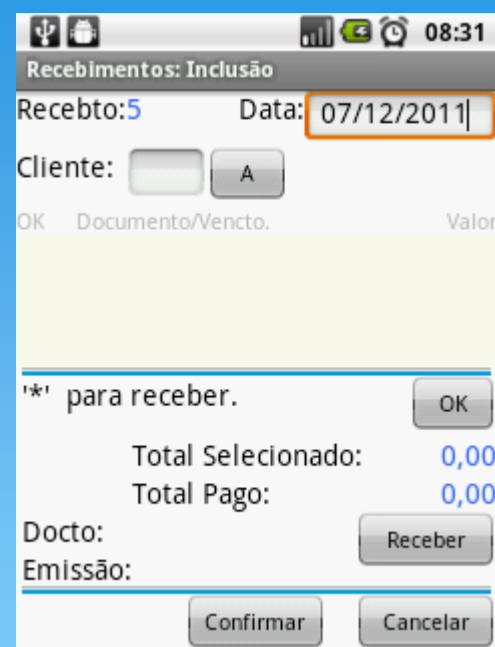 08:31
Recebimentos: Inclusão
Recebto:5 Data: 07/12/2011
Cliente: A
OK Documento/Vencto. Valor
'*' para receber. OK
Total Selecionado: 0,00
Total Pago: 0,00
Docto: Receber
Emissão:
Confirmar Cancelar